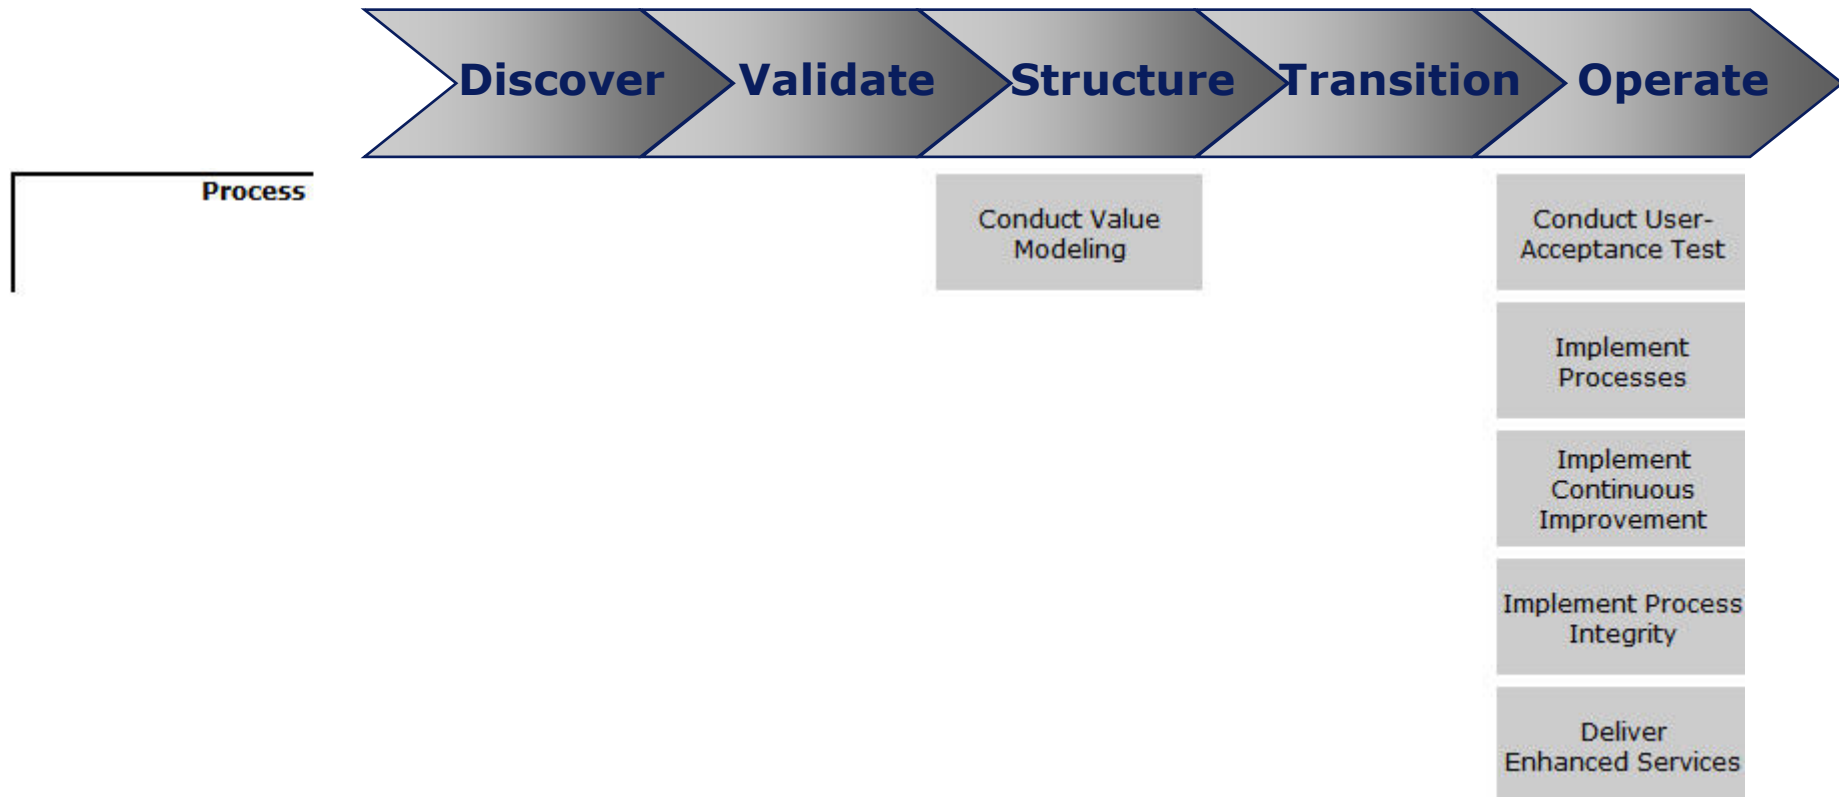 Discover
Validate
Structure
Transition
Operate
Process
Conduct Value
Modeling
Conduct User-
Acceptance Test
Implement
Processes
Implement
Continuous
Improvement
Implement Process
Integrity
Deliver
Enhanced Services